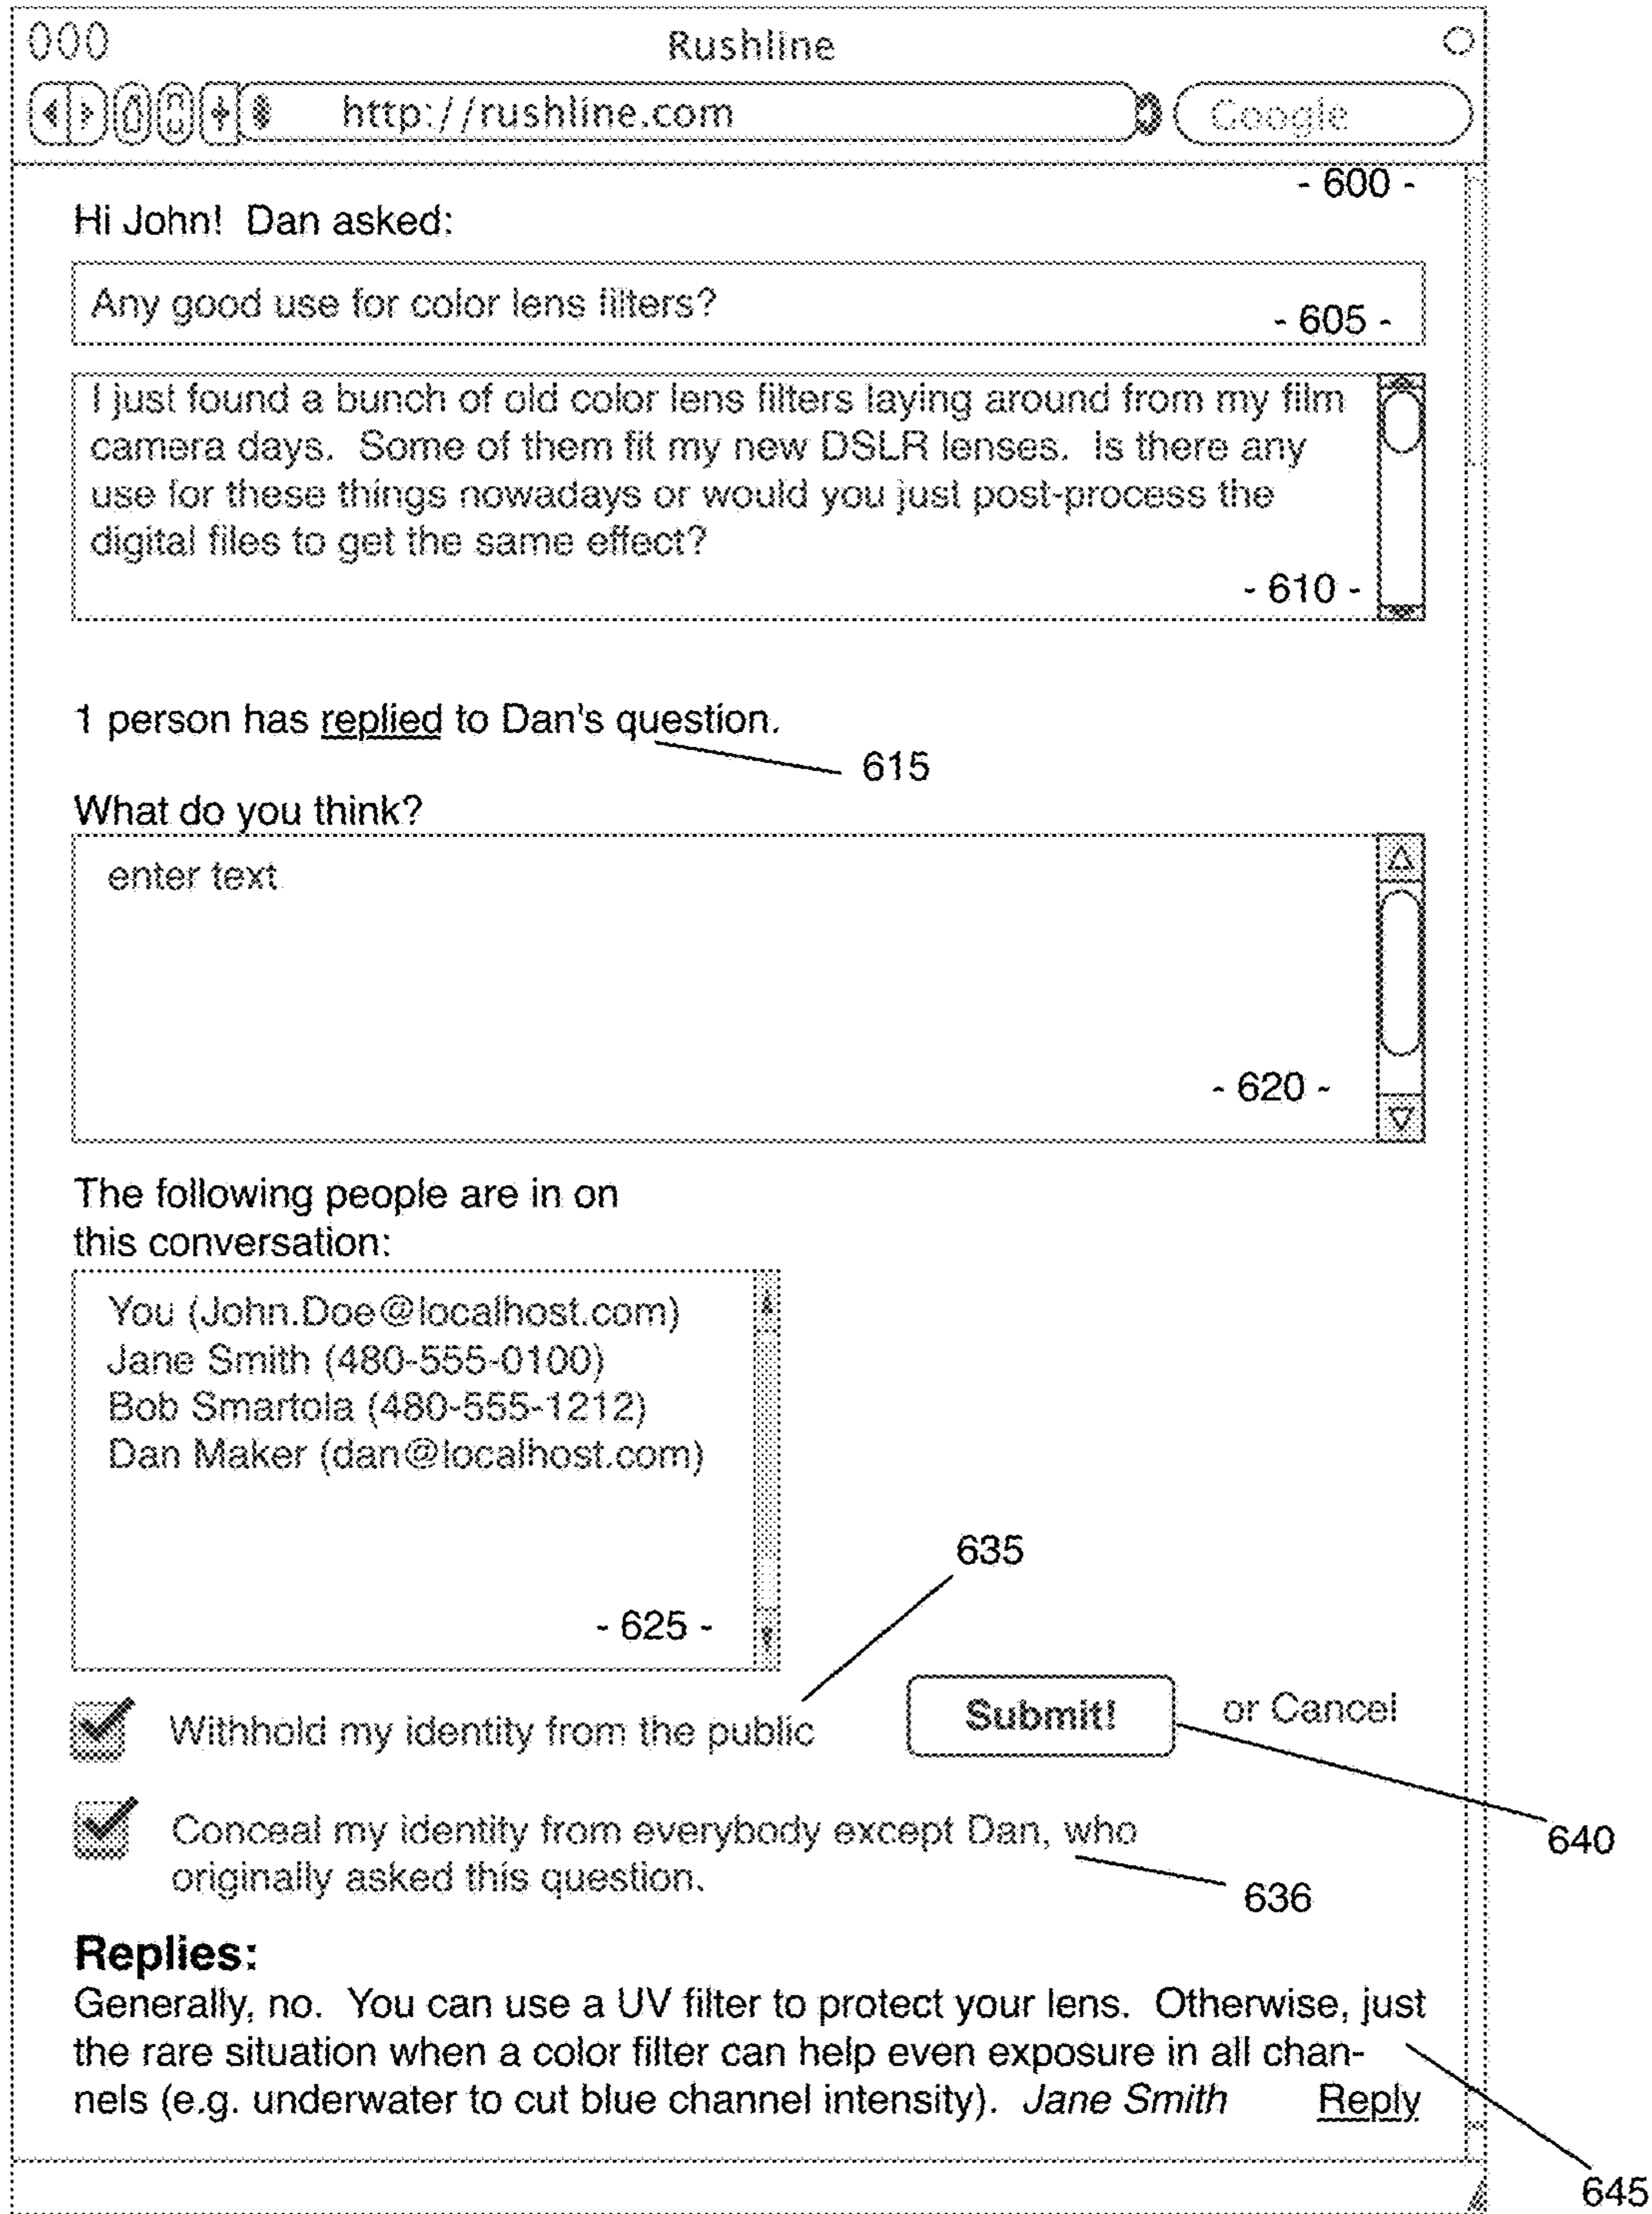 Rushline
http://rushline.com
Google
- 600 -
Hi John!  Dan asked:
Any good use for color lens filters?
- 605 -
I just found a bunch of old color lens filters laying around from my film
camera days.  Some of them fit my new DSLR lenses.  Is there any
use for these things nowadays or would you just post-process the
digital files to get the same effect?
- 610 -
1 person has replied to Dan's question.
615
What do you think?
enter text
- 620 -
The following people are in on
this conversation:
You (John.Doe@localhost.com)
Jane Smith (480-555-0100)
Bob Smartola (480-555-1212)
Dan Maker (dan@localhost.com)
635
- 625 -
Withhold my identity from the public
Submit!
or Cancel
640
Conceal my identity from everybody except Dan, who
originally asked this question.
636
Replies:
Generally, no.  You can use a UV filter to protect your lens.  Otherwise, just
the rare situation when a color filter can help even exposure in all chan-
nels (e.g. underwater to cut blue channel intensity).  Jane Smith Reply
645